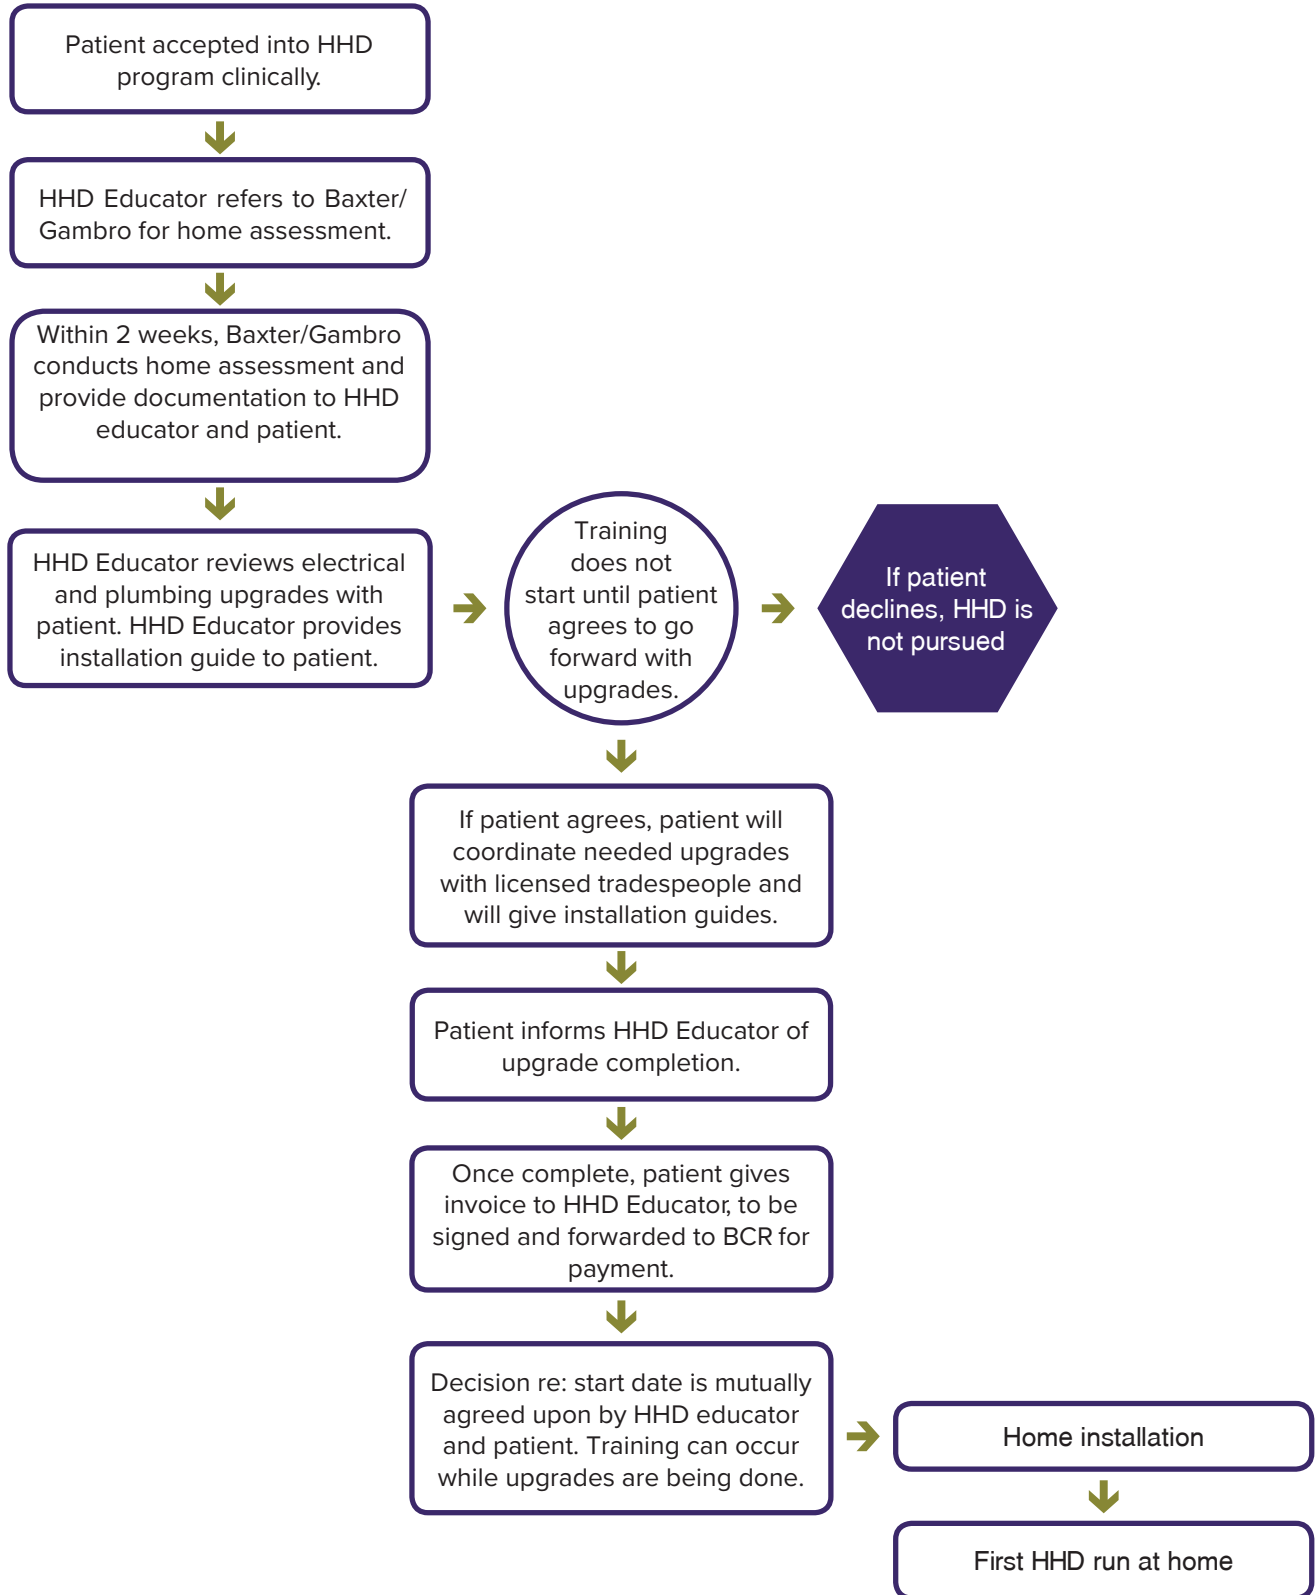 Patient accepted into HHD
program clinically.
HHD Educator refers to Baxter/
Gambro for home assessment.
Within 2 weeks, Baxter/Gambro
conducts home assessment and
provide documentation to HHD
educator and patient.
HHD Educator reviews electrical
and plumbing upgrades with
patient. HHD Educator provides
installation guide to patient.
Training
does not
start until patient
agrees to go
forward with
upgrades.
If patient
declines, HHD is
not pursued
If patient agrees, patient will
coordinate needed upgrades
with licensed tradespeople and
will give installation guides.
Patient informs HHD Educator of
upgrade completion.
Once complete, patient gives
invoice to HHD Educator, to be
signed and forwarded to BCR for
payment.
Decision re: start date is mutually
agreed upon by HHD educator
and patient. Training can occur
while upgrades are being done.
Home installation
First HHD run at home